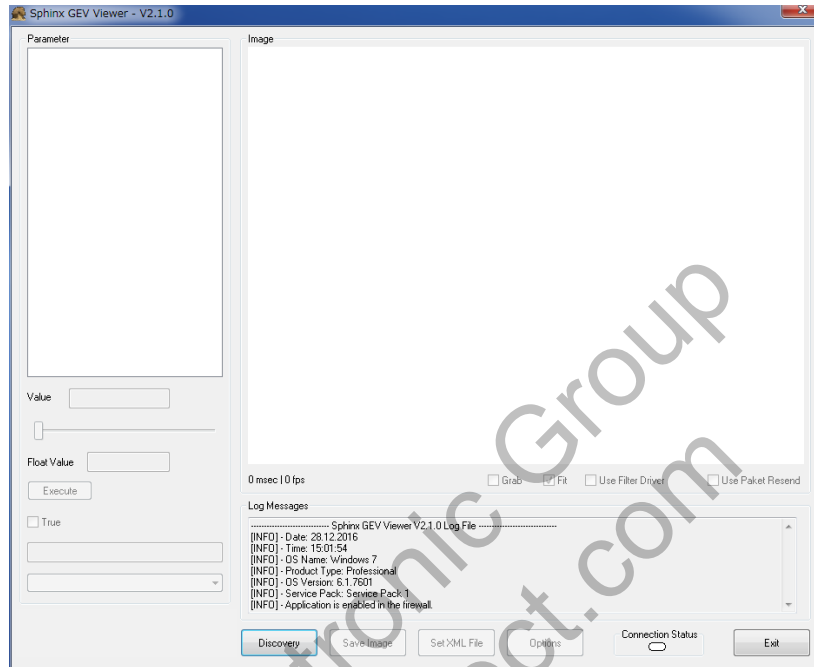 Sphinx GEV Viewer - V2.1.0
Parameter
Image
Value
Float Value
Execute
True
0 msec | 0 fps
Grab
Fit
Use Filter Driver
Use Paket Resend
Log Messages
------------------------------ Sphinx GEV Viewer V2.1.0 Log File ------------------------------
[INFO] - Date: 28.12.2016
[INFO] - Time: 15:01:54
[INFO] - OS Name: Windows 7
[INFO] - Product Type: Professional
[INFO] - OS Version: 6.1.7601
[INFO] - Service Pack: Service Pack 1
[INFO] - Application is enabled in the firewall.
Discovery
Save Image
Set XML File
Options
Connection Status
Exit
tronic Group
ect.com